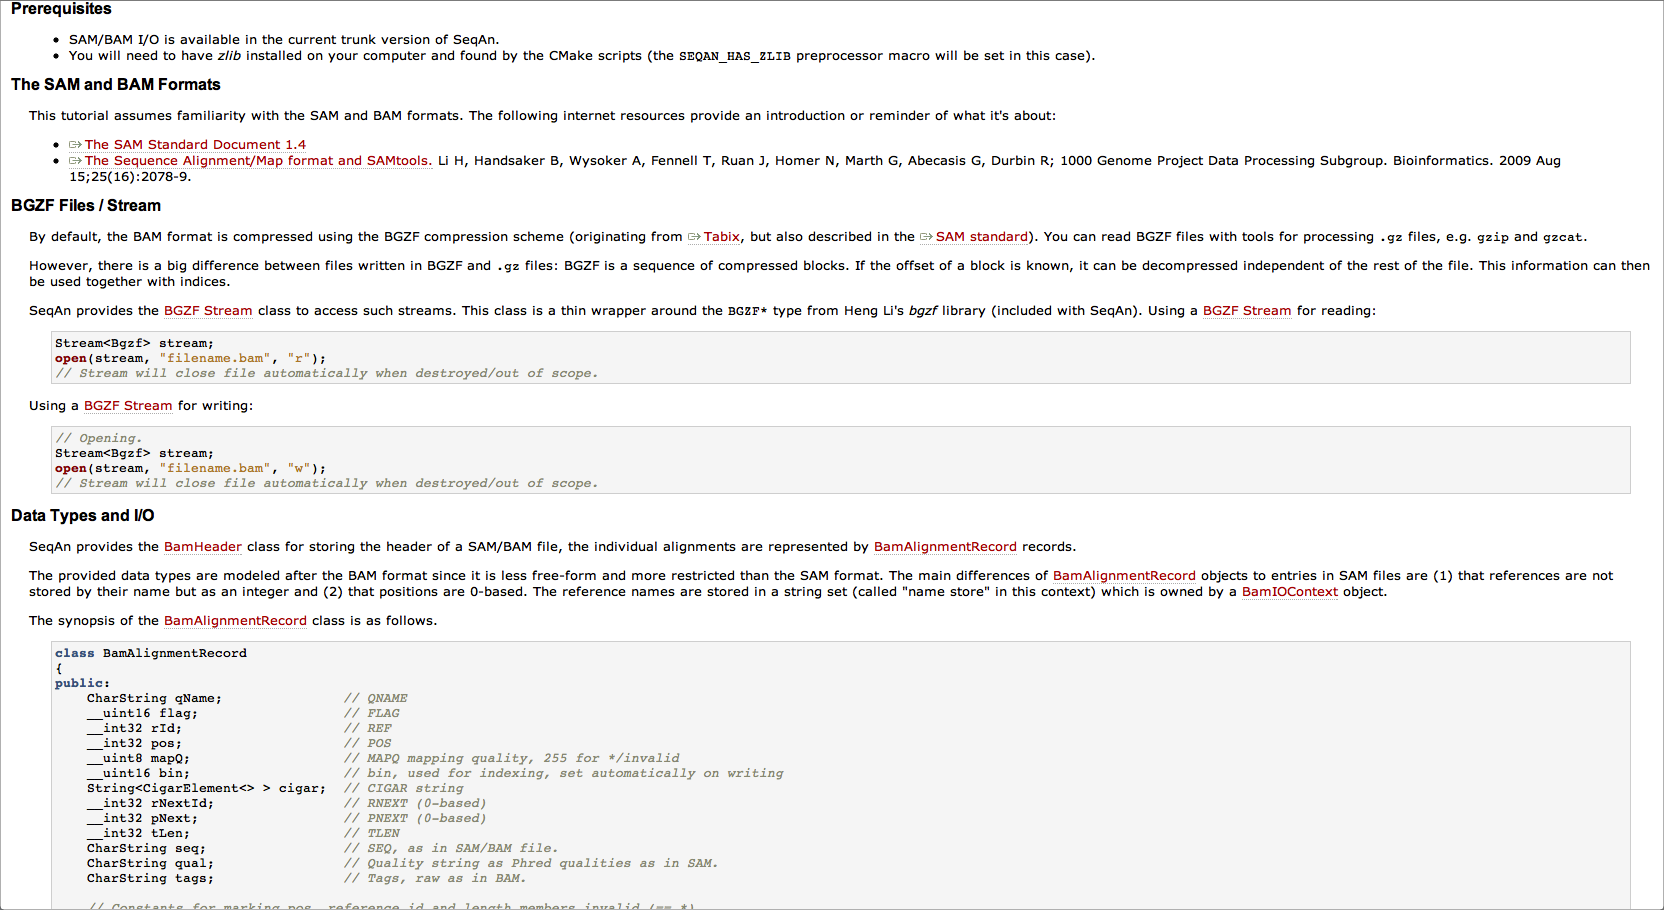 Prerequisites
• SAM/BAM I/O is available in the current trunk version of SeqAn.
• You will need to have zlib installed on your computer and found by the CMake scripts (the SEQAN_HAS_ZLIB preprocessor macro will be set in this case).
The SAM and BAM Formats
This tutorial assumes familiarity with the SAM and BAM formats. The following internet resources provide an introduction or reminder of what it's about:
• The SAM Standard Document 1.4
• The Sequence Alignment/Map format and SAMtools. Li H, Handsaker B, Wysoker A, Fennell T, Ruan J, Homer N, Marth G, Abecasis G, Durbin R; 1000 Genome Project Data Processing Subgroup. Bioinformatics. 2009 Aug
15;25(16):2078-9.
BGZF Files / Stream
By default, the BAM format is compressed using the BGZF compression scheme (originating from Tabix, but also described in the SAM standard). You can read BGZF files with tools for processing .gz files, e.g. gzip and gzcat.
However, there is a big difference between files written in BGZF and .gz files: BGZF is a sequence of compressed blocks. If the offset of a block is known, it can be decompressed independent of the rest of the file. This information can then
be used together with indices.
SeqAn provides the BGZF Stream class to access such streams. This class is a thin wrapper around the BGZF* type from Heng Li's bgzf library (included with SeqAn). Using a BGZF Stream for reading:
Stream<Bgzf> stream;
open(stream, "filename.bam", "r");
// Stream will close file automatically when destroyed/out of scope.
Using a BGZF Stream for writing:
// Opening.
Stream<Bgzf> stream;
open(stream, "filename.bam", "w");
// Stream will close file automatically when destroyed/out of scope.
Data Types and I/O
SeqAn provides the BamHeader class for storing the header of a SAM/BAM file, the individual alignments are represented by BamAlignmentRecord records.
The provided data types are modeled after the BAM format since it is less free-form and more restricted than the SAM format. The main differences of BamAlignmentRecord objects to entries in SAM files are (1) that references are not
stored by their name but as an integer and (2) that positions are 0-based. The reference names are stored in a string set (called "name store" in this context) which is owned by a BamIOContext object.
The synopsis of the BamAlignmentRecord class is as follows.
class BamAlignmentRecord
{
public:
CharString qName; // QNAME
__uint16 flag; // FLAG
__int32 rId; // REF
__int32 pos; // POS
__uint8 mapQ; // MAPQ mapping quality, 255 for */invalid
__uint16 bin; // bin, used for indexing, set automatically on writing
String<CigarElement<> > cigar; // CIGAR string
__int32 rNextId; // RNEXT (0-based)
__int32 pNext; // PNEXT (0-based)
__int32 tLen; // TLEN
CharString seq; // SEQ, as in SAM/BAM file.
CharString qual; // Quality string as Phred qualities as in SAM.
CharString tags; // Tags, raw as in BAM.
// Constants for marking pos, reference id and length members invalid (== *)